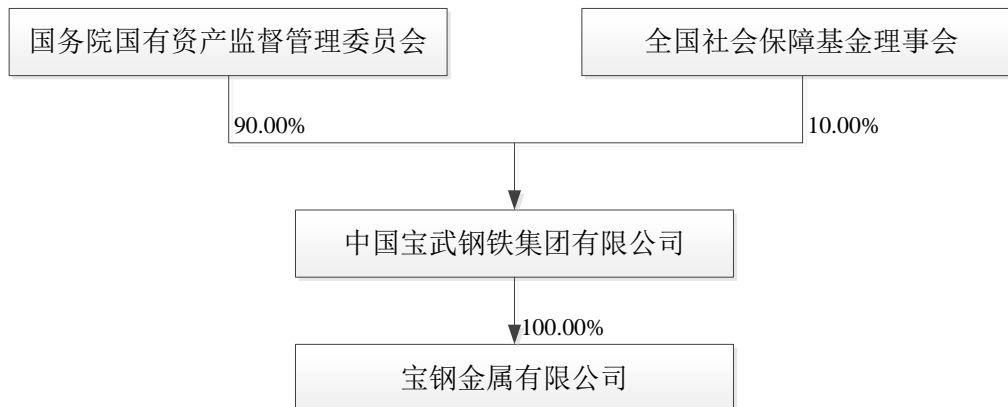 国务院国有资产监督管理委员会
全国社会保障基金理事会
90.00%
10.00%
中国宝武钢铁集团有限公司
100.00%
宝钢金属有限公司